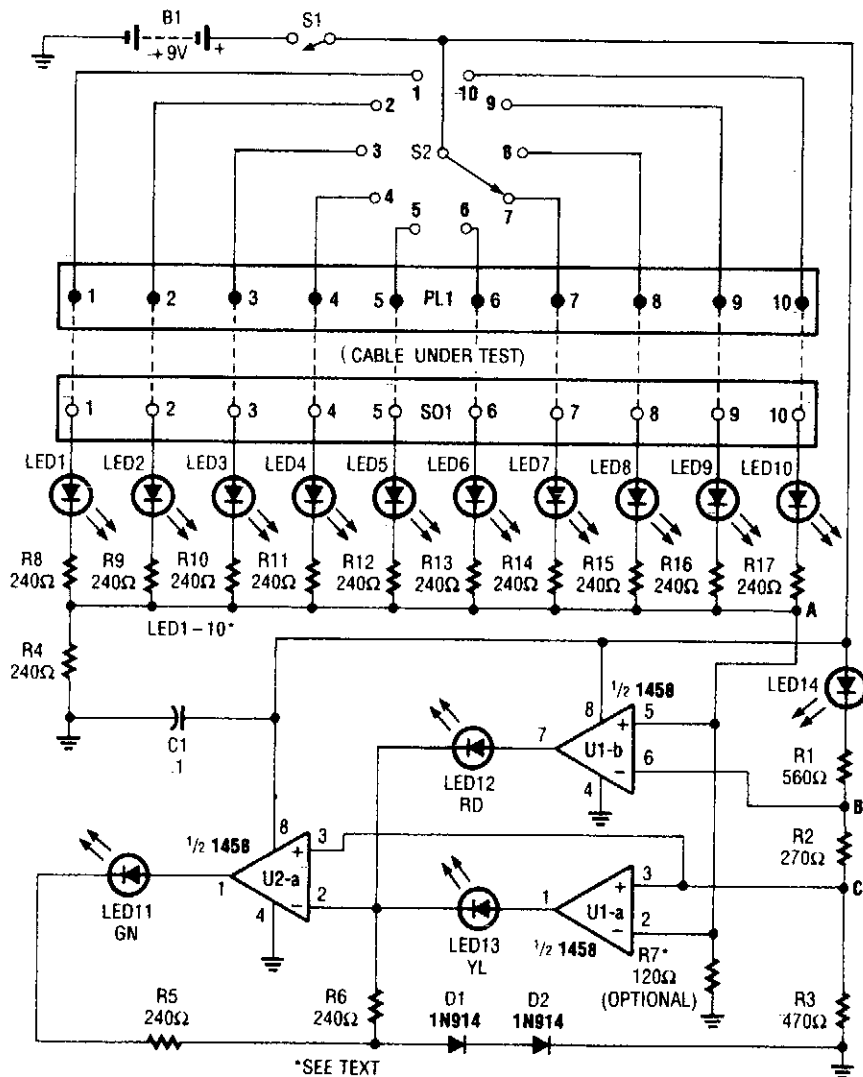 B1
S1
+9V
+
1
10
2
9
3
S2
8
4
7
5
6
1
2
3
4
5
PL1
6
7
8
9
10
(CABLE UNDER TEST)
1
2
3
4
5
SO1
6
7
8
9
10
LED1
LED2
LED3
LED4
LED5
LED6
LED7
LED8
LED9
LED10
R8
240Ω
R9
240Ω
R10
240Ω
R11
240Ω
R12
240Ω
R13
240Ω
R14
240Ω
R15
240Ω
R16
240Ω
R17
240Ω
A
LED1-10*
R4
240Ω
C1
.1
LED14
1/2 1458
8
+
5
7
U1-b
−
6
4
LED12
RD
R1
560Ω
B
R2
270Ω
C
1/2 1458
8
3
+
U2-a
1
−
2
4
LED11
GN
3
+
1
U1-a
−
2
LED13
YL
1/2 1458
R7*
120Ω
(OPTIONAL)
R3
470Ω
R5
240Ω
R6
240Ω
D1
1N914
D2
1N914
*SEE TEXT